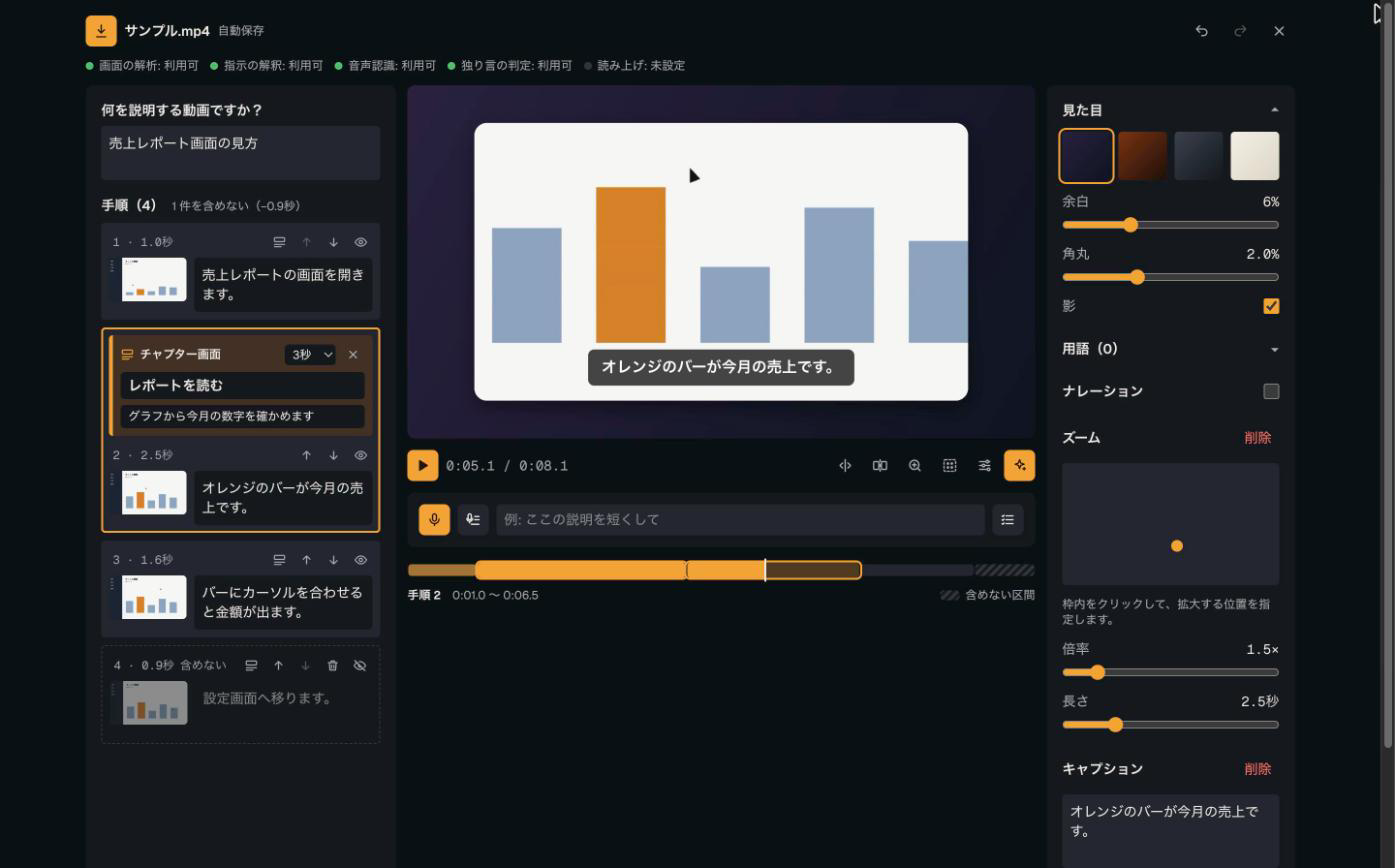 サンプル.mp4 自動保存
画面の解析: 利用可 指示の解釈: 利用可 音声認識: 利用可 独り言の判定: 利用可 読み上げ: 未設定
何を説明する動画ですか？
売上レポート画面の見方
手順（4） 1件を含めない（−0.9秒）
1 · 1.0秒
売上レポートの画面を開き
ます。
チャプター画面 3秒
レポートを読む
グラフから今月の数字を確かめます
2 · 2.5秒
オレンジのバーが今月の売
上です。
3 · 1.6秒
バーにカーソルを合わせる
と金額が出ます。
4 · 0.9秒 含めない
設定画面へ移ります。
オレンジのバーが今月の売上です。
0:05.1 / 0:08.1
例: ここの説明を短くして
手順 2 0:01.0 〜 0:06.5
含めない区間
見た目
余白 6%
角丸 2.0%
影
用語（0）
ナレーション
ズーム 削除
枠内をクリックして、拡大する位置を指
定します。
倍率 1.5×
長さ 2.5秒
キャプション 削除
オレンジのバーが今月の売上で
す。